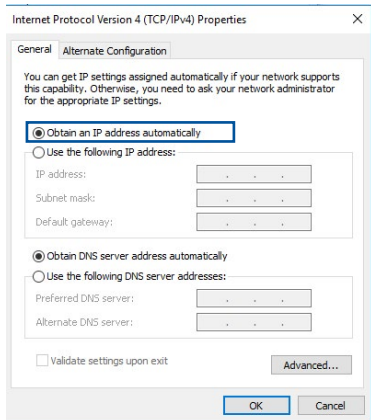 Internet Protocol Version 4 (TCP/IPv4) Properties
General Alternate Configuration
You can get IP settings assigned automatically if your network supports
this capability. Otherwise, you need to ask your network administrator
for the appropriate IP settings.
Obtain an IP address automatically
Use the following IP address:
IP address:
Subnet mask:
Default gateway:
Obtain DNS server address automatically
Use the following DNS server addresses:
Preferred DNS server:
Alternate DNS server:
Validate settings upon exit
Advanced...
OK Cancel